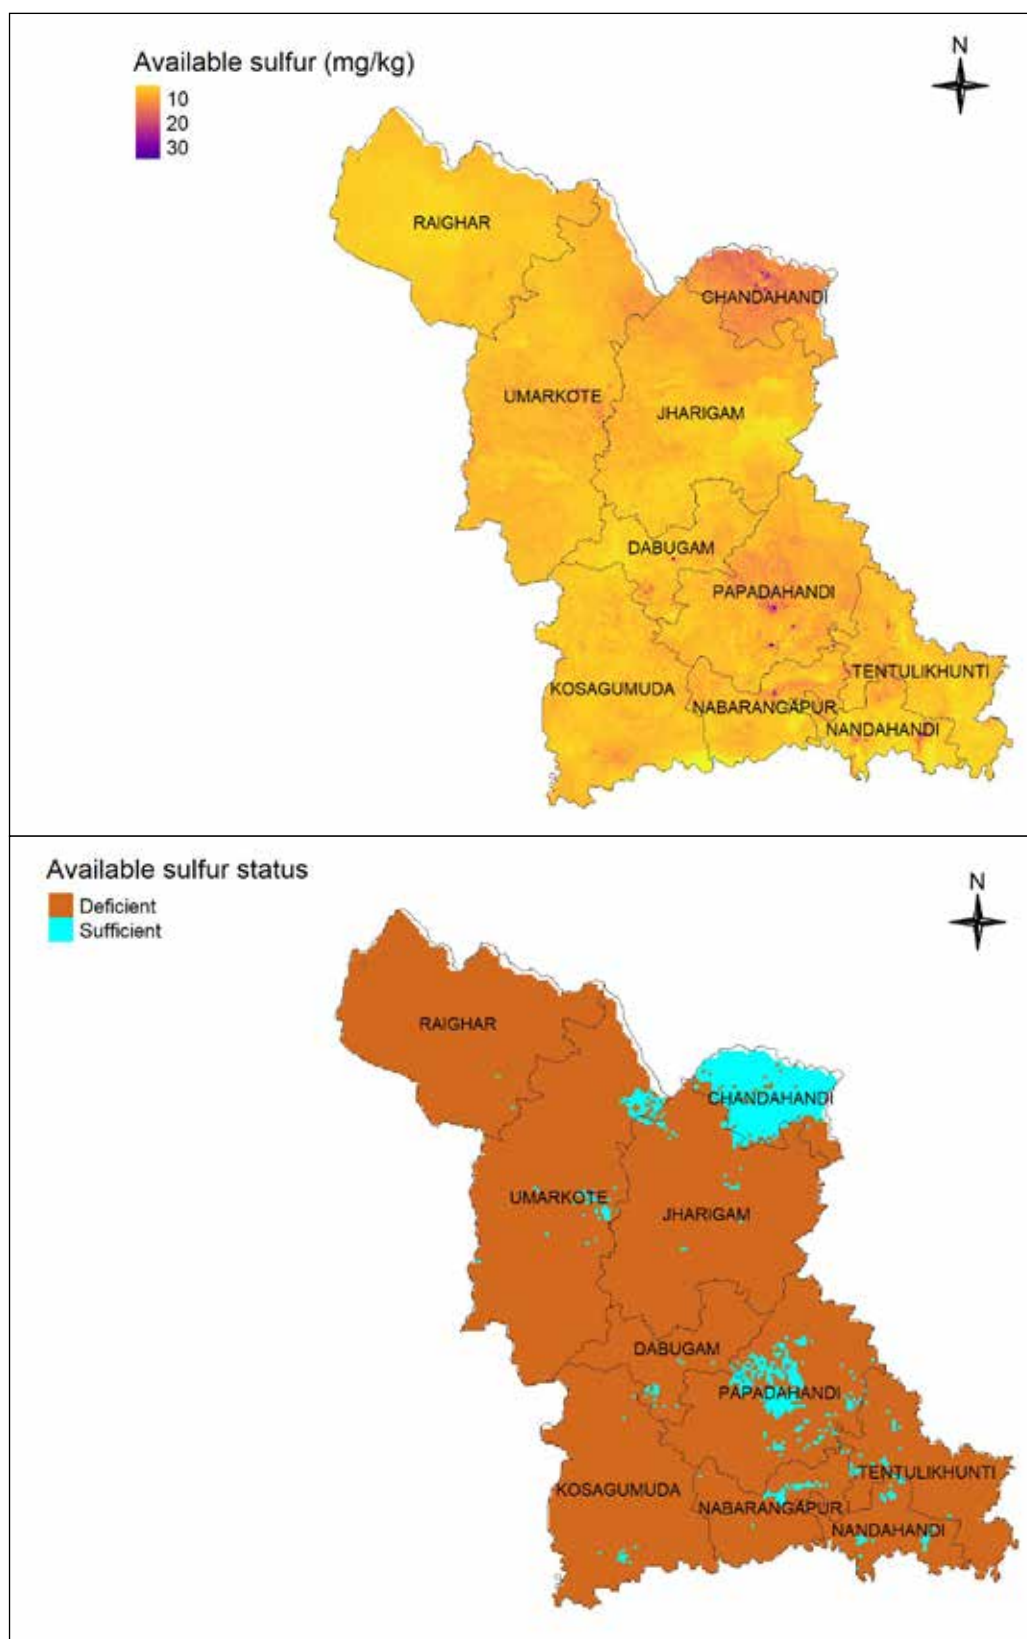 Available sulfur (mg/kg)
10
20
30
N
RAIGHAR
CHANDAHANDI
UMARKOTE
JHARIGAM
DABUGAM
PAPADAHANDI
TENTULIKHUNTI
KOSAGUMUDA
NABARANGAPUR
NANDAHANDI
Available sulfur status
Deficient
Sufficient
N
RAIGHAR
CHANDAHANDI
UMARKOTE
JHARIGAM
DABUGAM
PAPADAHANDI
TENTULIKHUNTI
KOSAGUMUDA
NABARANGAPUR
NANDAHANDI